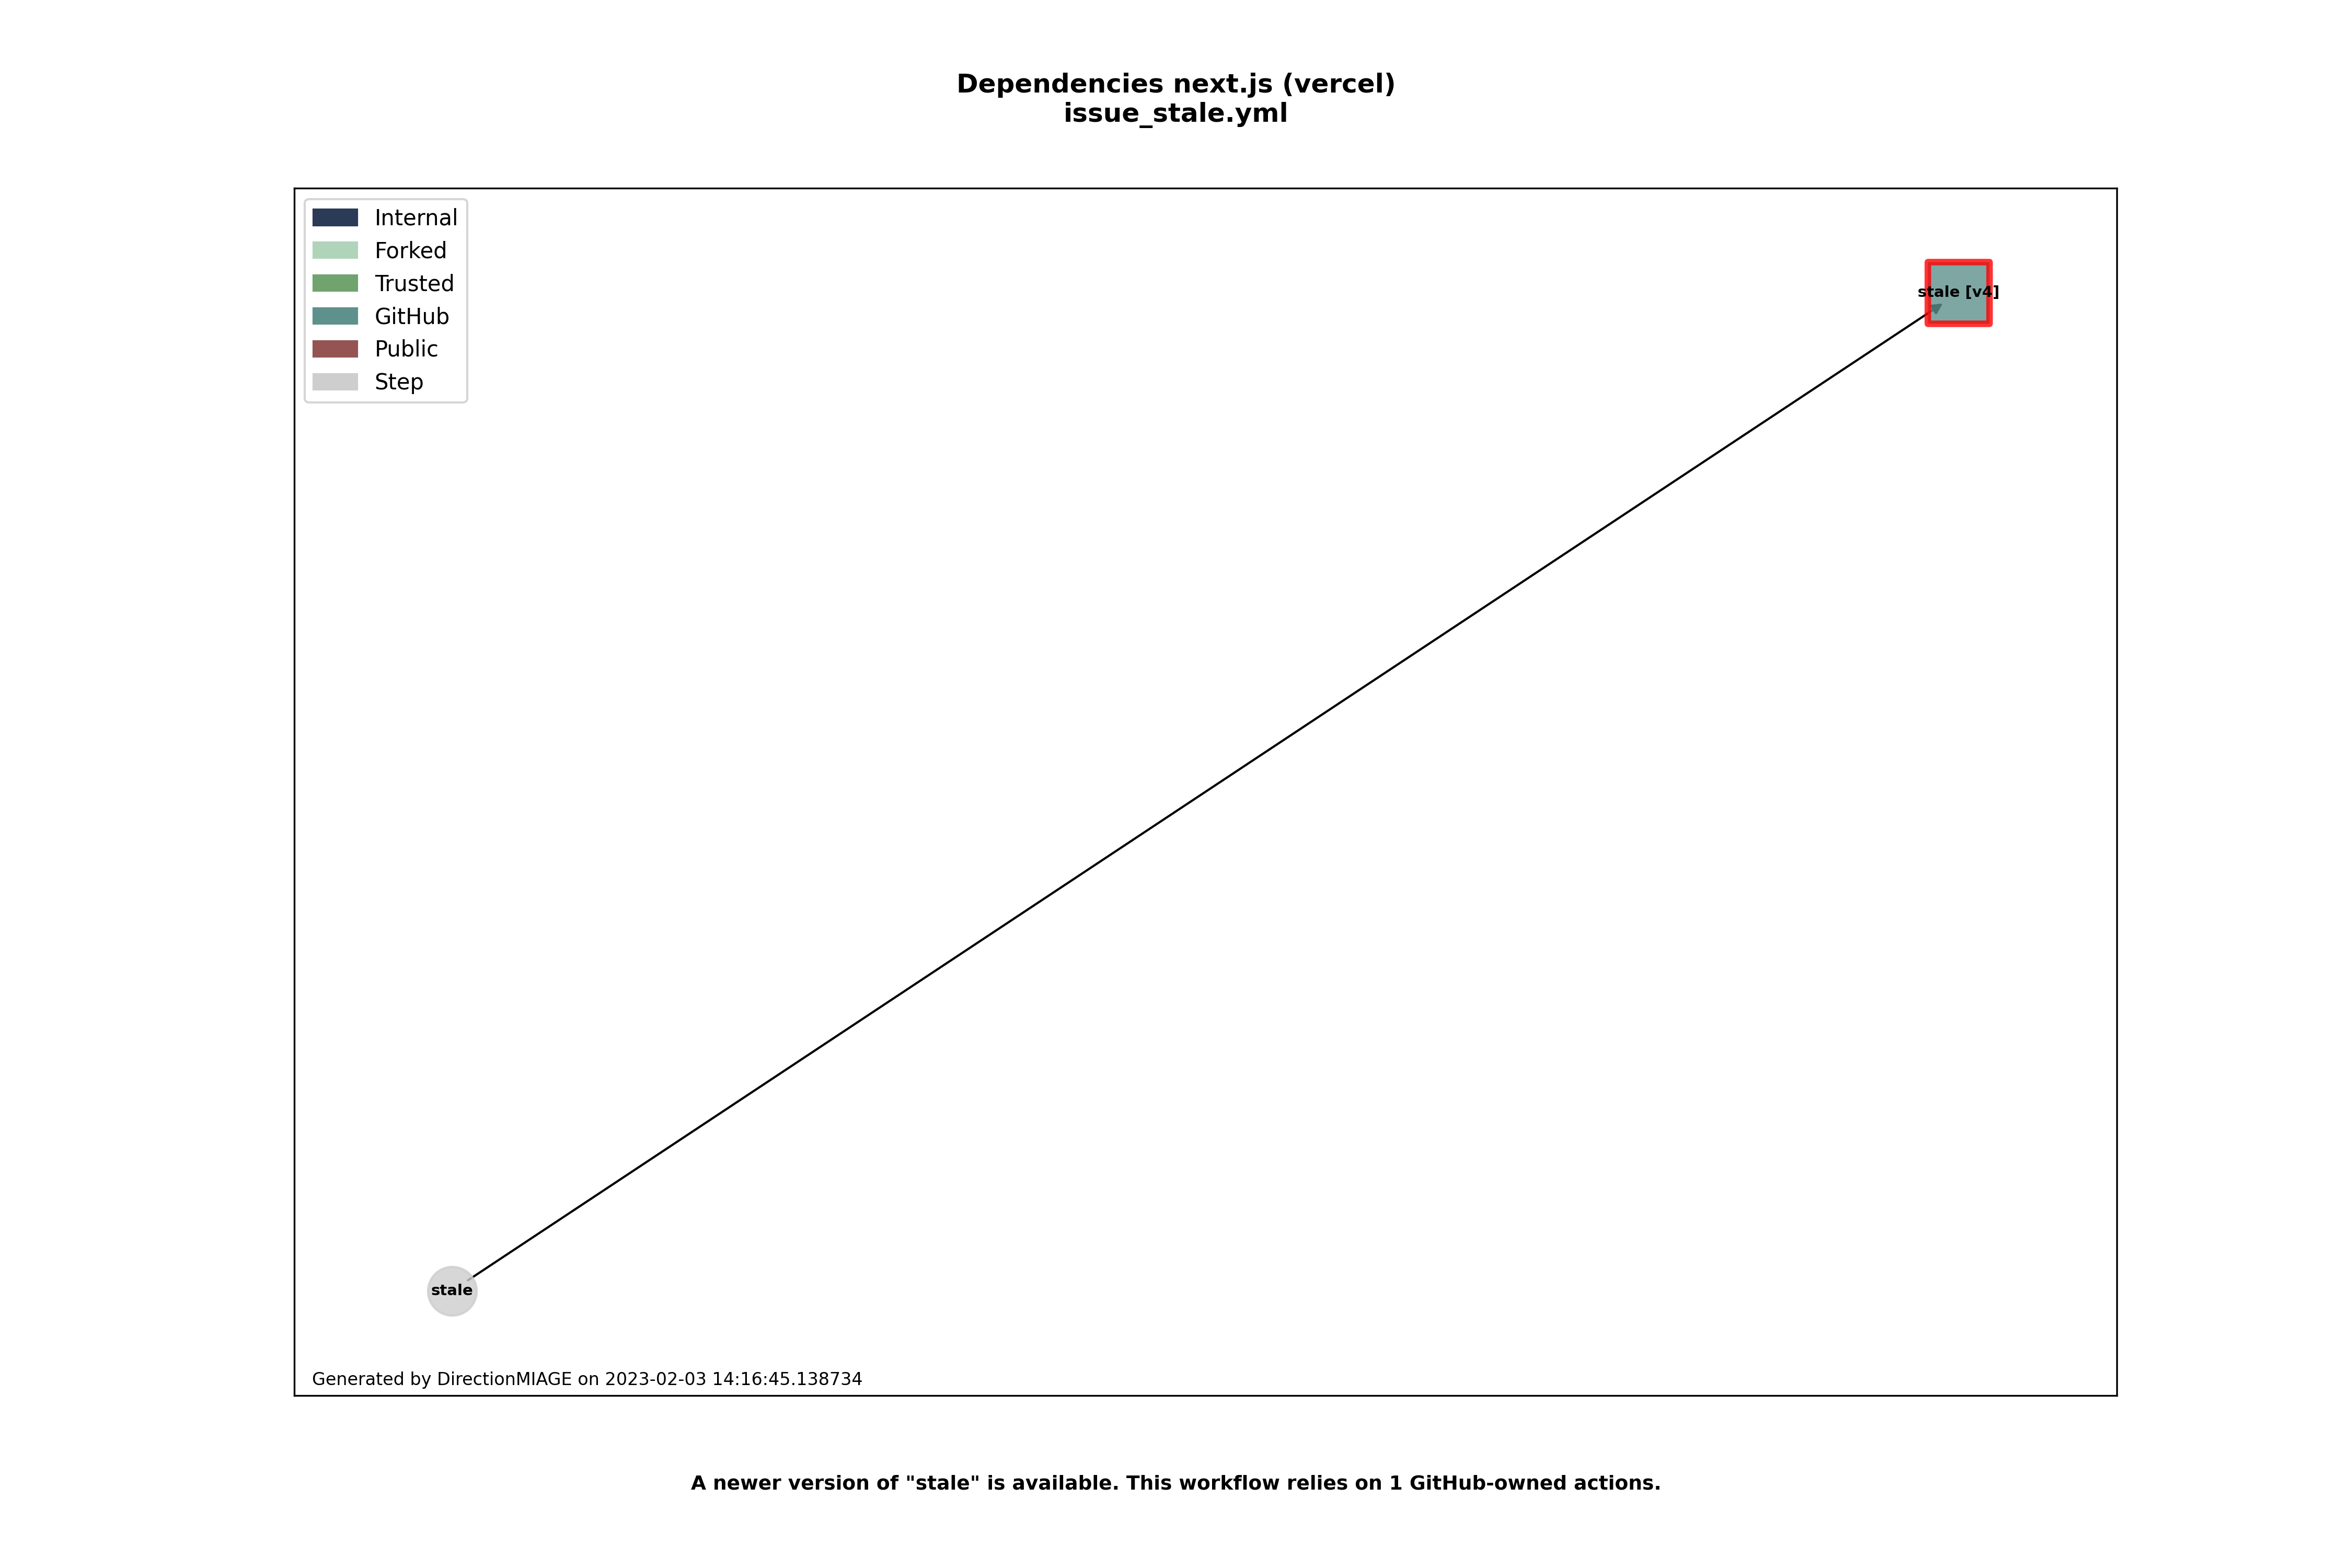 Dependencies next.js (vercel)
issue_stale.yml
Internal
Forked
Trusted
GitHub
Public
Step
stale [v4]
stale
Generated by DirectionMIAGE on 2023-02-03 14:16:45.138734
A newer version of "stale" is available. This workflow relies on 1 GitHub-owned actions.